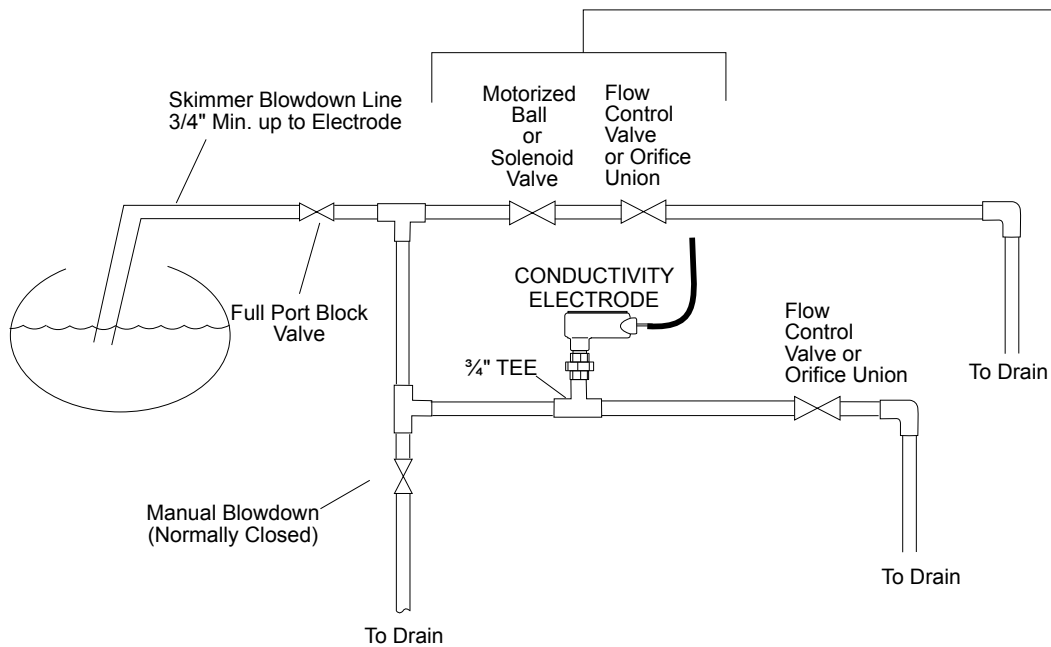 Skimmer Blowdown Line
3/4" Min. up to Electrode
Motorized
Ball
or
Solenoid
Valve
Flow
Control
Valve
or Orifice
Union
CONDUCTIVITY
ELECTRODE
Full Port Block
Valve
¾" TEE
Flow
Control
Valve or
Orifice Union
To Drain
Manual Blowdown
(Normally Closed)
To Drain
To Drain